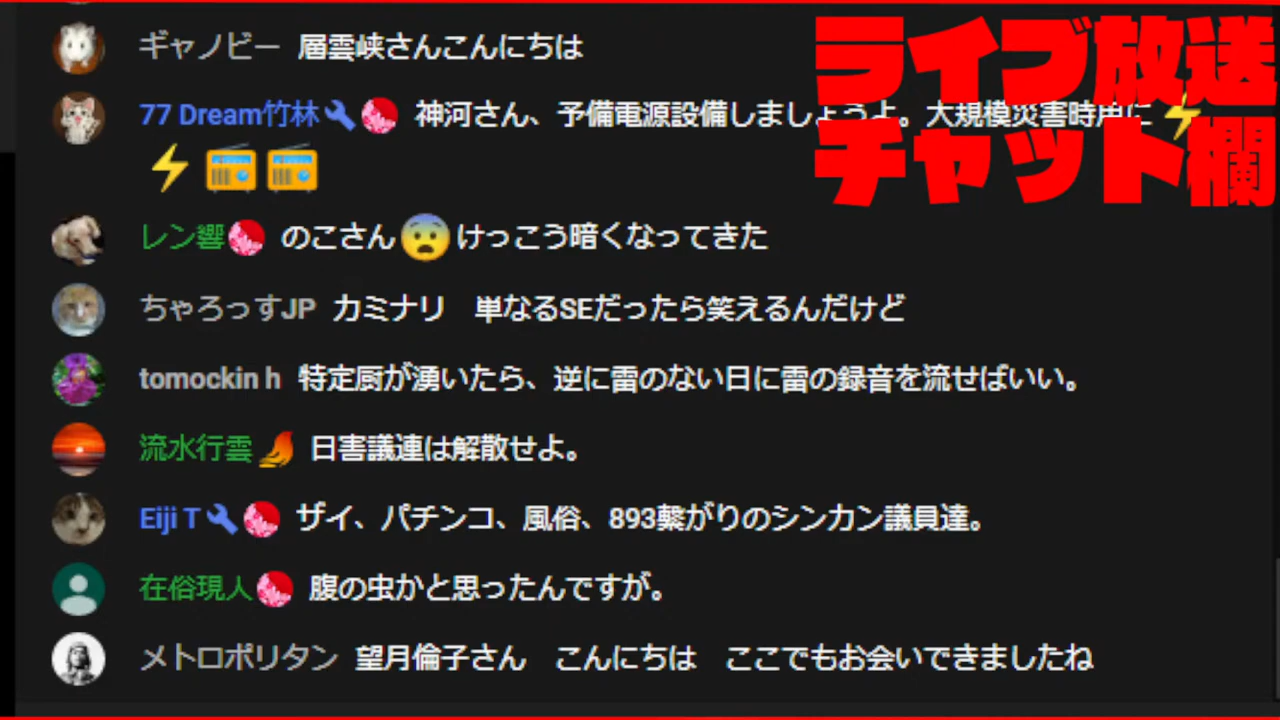 ライブ放送
チャット欄
ギャノビー 層雲峡さんこんにちは
77 Dream竹林 神河さん、予備電源設備しましょうよ。大規模災害時用に
レン響 のこさん😨けっこう暗くなってきた
ちゃろっすJP カミナリ　単なるSEだったら笑えるんだけど
tomockin h 特定厨が湧いたら、逆に雷のない日に雷の録音を流せばいい。
流水行雲 日害議連は解散せよ。
Eiji T ザイ、パチンコ、風俗、893繋がりのシンカン議員達。
在俗現人 腹の虫かと思ったんですが。
メトロポリタン 望月倫子さん　こんにちは　ここでもお会いできましたね